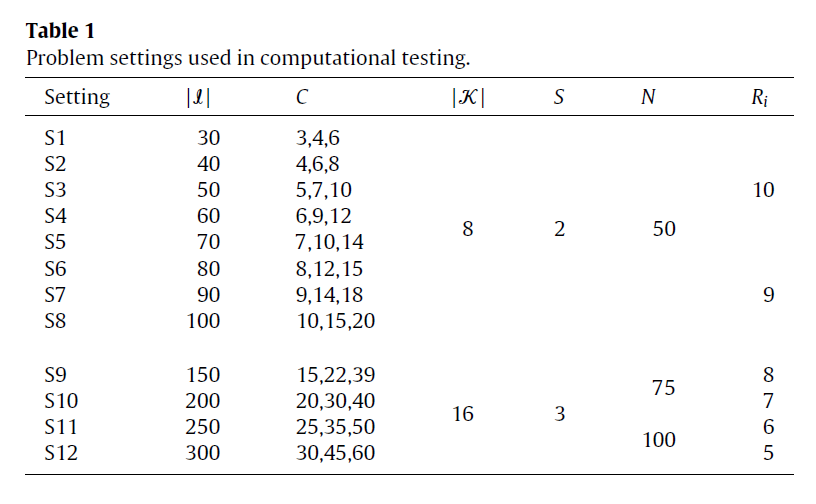 Table 1
Problem settings used in computational testing.
Setting |ℐ| C |𝒦| S N Rᵢ
S1 30 3,4,6
S2 40 4,6,8
S3 50 5,7,10 10
S4 60 6,9,12
8 2 50
S5 70 7,10,14
S6 80 8,12,15
S7 90 9,14,18 9
S8 100 10,15,20
S9 150 15,22,39 8
75
S10 200 20,30,40 7
16 3
S11 250 25,35,50 6
100
S12 300 30,45,60 5